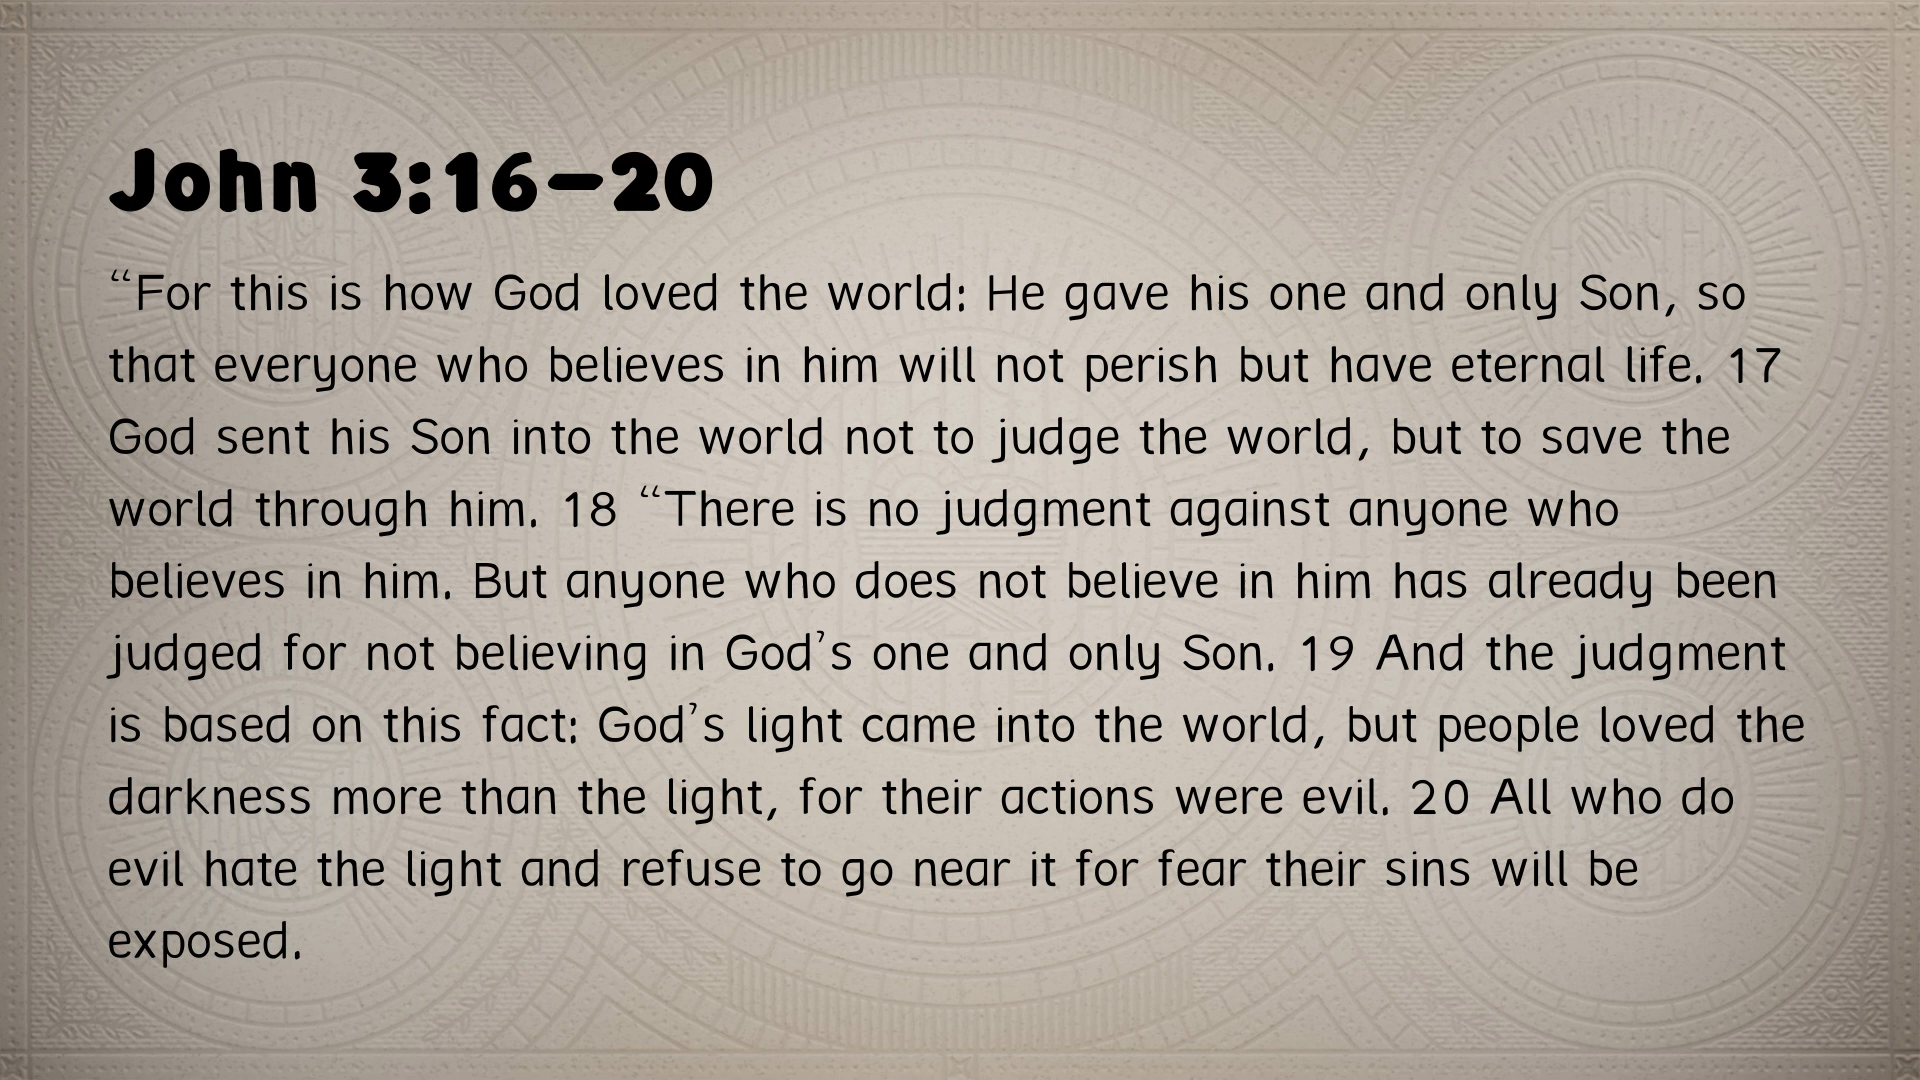 John 3:16–20
“For this is how God loved the world: He gave his one and only Son, so
that everyone who believes in him will not perish but have eternal life. 17
God sent his Son into the world not to judge the world, but to save the
world through him. 18 “There is no judgment against anyone who
believes in him. But anyone who does not believe in him has already been
judged for not believing in God’s one and only Son. 19 And the judgment
is based on this fact: God’s light came into the world, but people loved the
darkness more than the light, for their actions were evil. 20 All who do
evil hate the light and refuse to go near it for fear their sins will be
exposed.